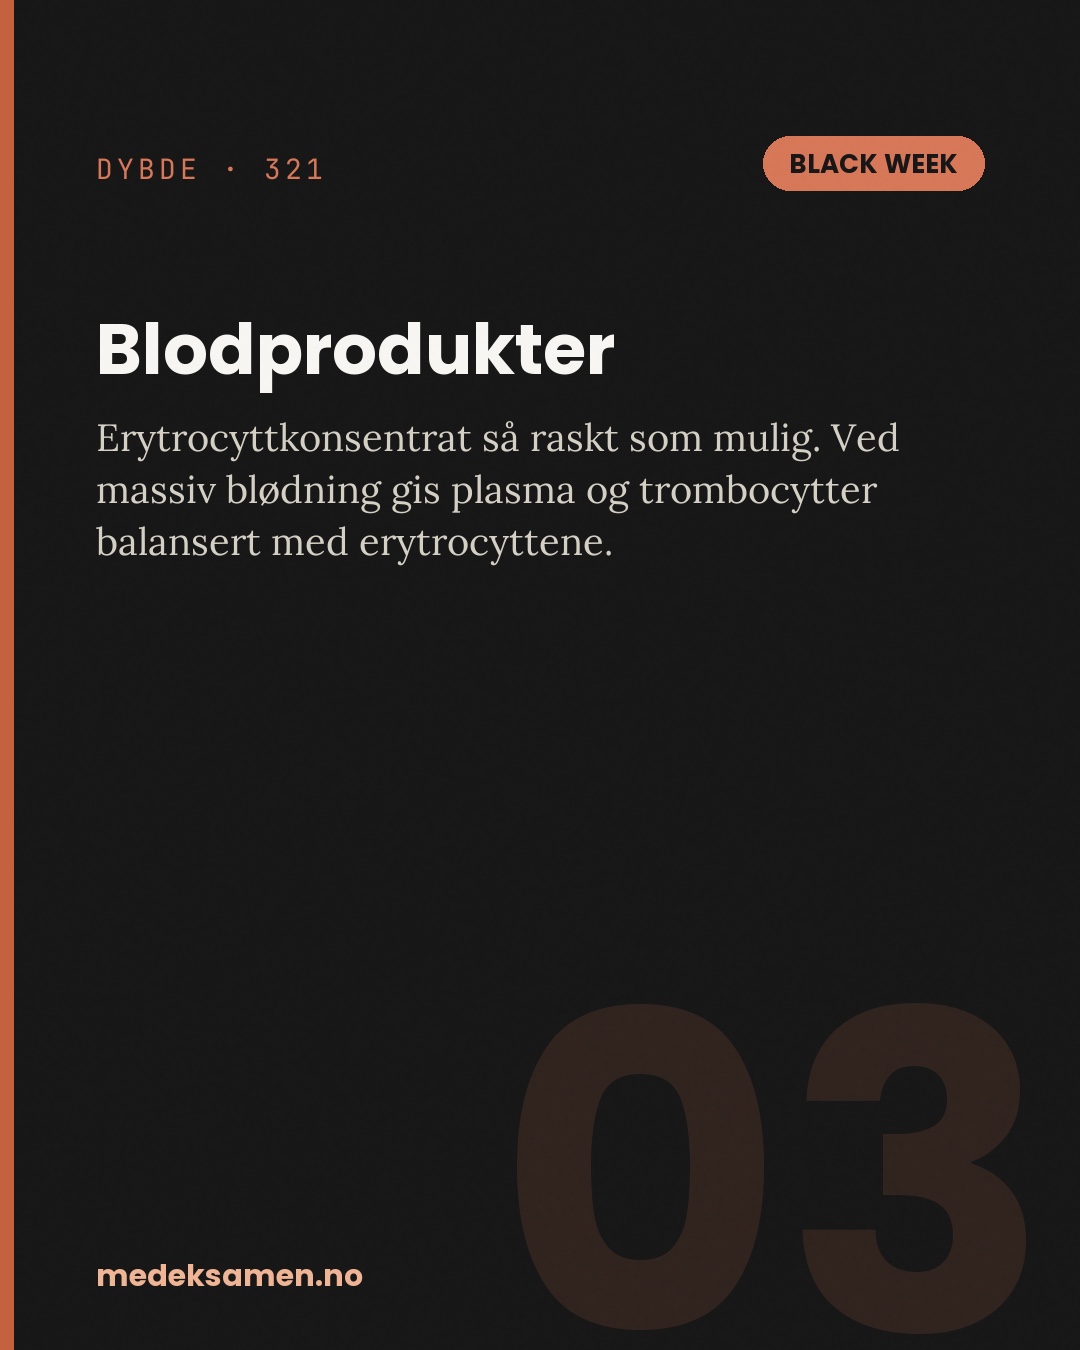 DYBDE · 321
BLACK WEEK
Blodprodukter
Erytrocyttkonsentrat så raskt som mulig. Ved
massiv blødning gis plasma og trombocytter
balansert med erytrocyttene.
03
medeksamen.no